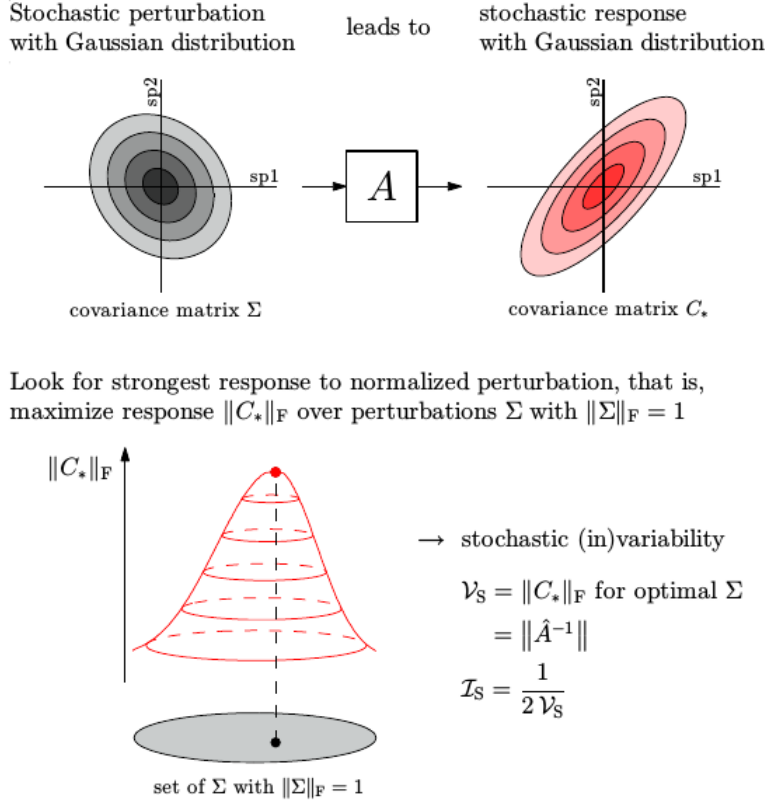 Stochastic perturbation
with Gaussian distribution
leads to
stochastic response
with Gaussian distribution
sp2
sp1
A
sp2
sp1
covariance matrix Σ
covariance matrix C∗
Look for strongest response to normalized perturbation, that is,
maximize response ‖C∗‖F over perturbations Σ with ‖Σ‖F = 1
‖C∗‖F
→ stochastic (in)variability
𝒱S = ‖C∗‖F for optimal Σ
= ‖Â⁻¹‖
ℐS = 1 / 2 𝒱S
set of Σ with ‖Σ‖F = 1